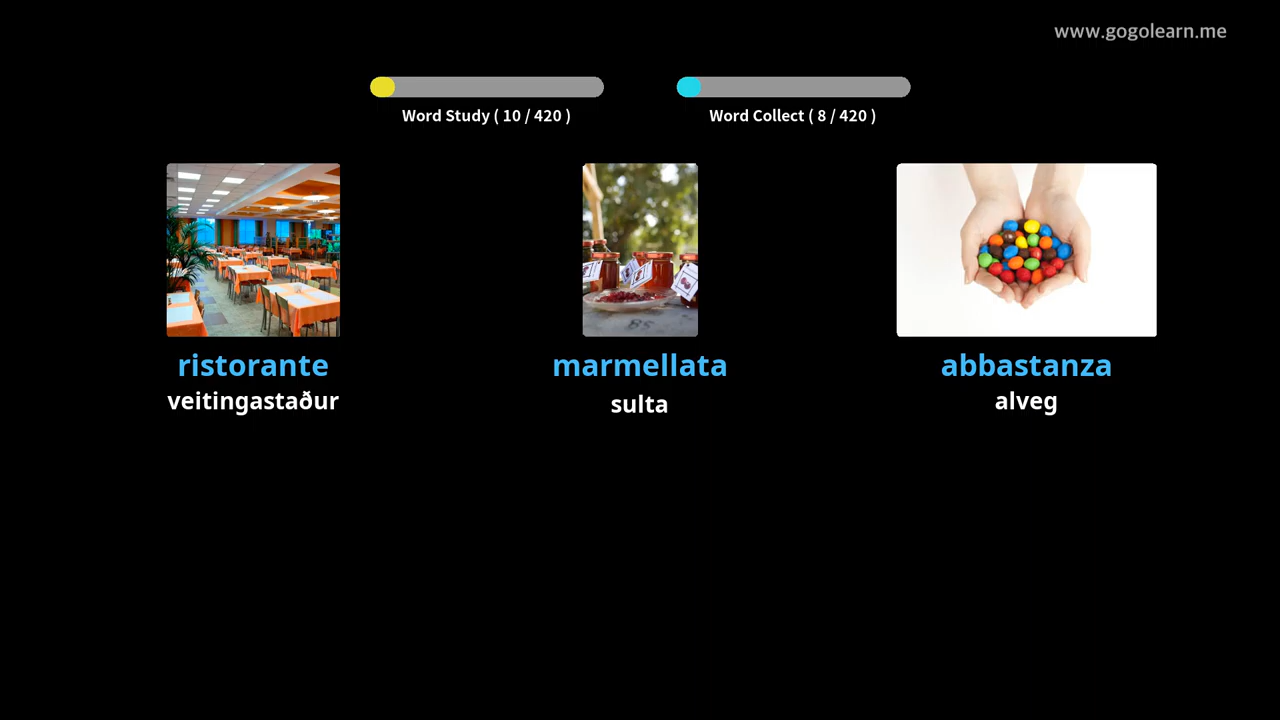 www.gogolearn.me
Word Study ( 10 / 420 )
Word Collect ( 8 / 420 )
ristorante
veitingastaður
marmellata
sulta
abbastanza
alveg